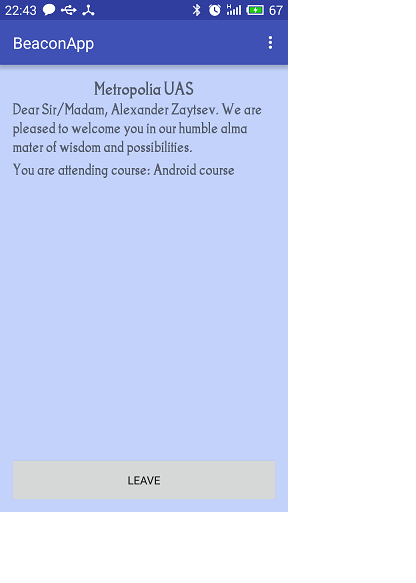 22:43 67
BeaconApp
Metropolia UAS
Dear Sir/Madam, Alexander Zaytsev. We are
pleased to welcome you in our humble alma
mater of wisdom and possibilities.
You are attending course: Android course
LEAVE